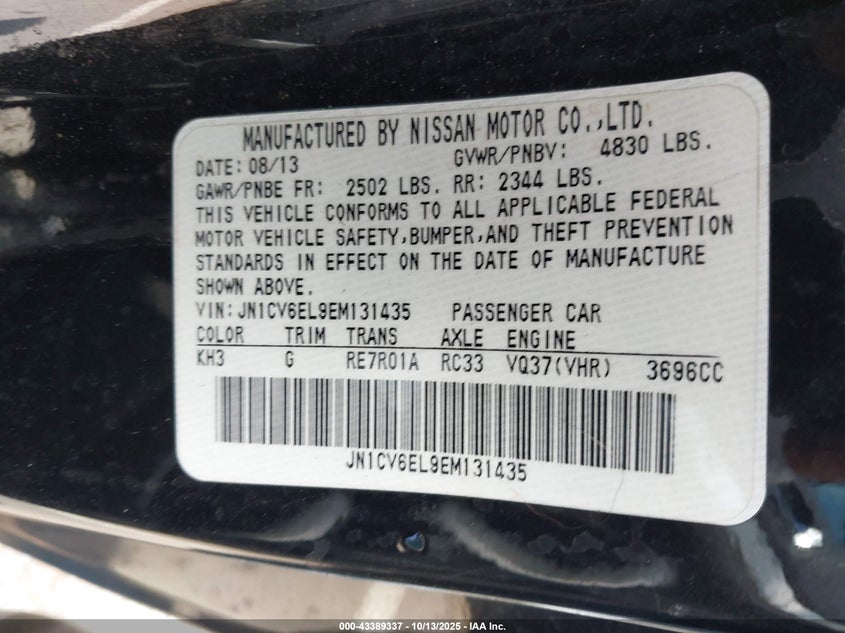 MANUFACTURED BY NISSAN MOTOR CO.,LTD.
DATE: 08/13 GVWR/PNBV: 4830 LBS.
GAWR/PNBE FR: 2502 LBS. RR: 2344 LBS.
THIS VEHICLE CONFORMS TO ALL APPLICABLE FEDERAL
MOTOR VEHICLE SAFETY,BUMPER,AND THEFT PREVENTION
STANDARDS IN EFFECT ON THE DATE OF MANUFACTURE
SHOWN ABOVE.
VIN:JN1CV6EL9EM131435 PASSENGER CAR
COLOR TRIM TRANS AXLE ENGINE
KH3 G RE7R01A RC33 VQ37(VHR) 3696CC
JN1CV6EL9EM131435
000-43389337 - 10/13/2025 - IAA Inc.